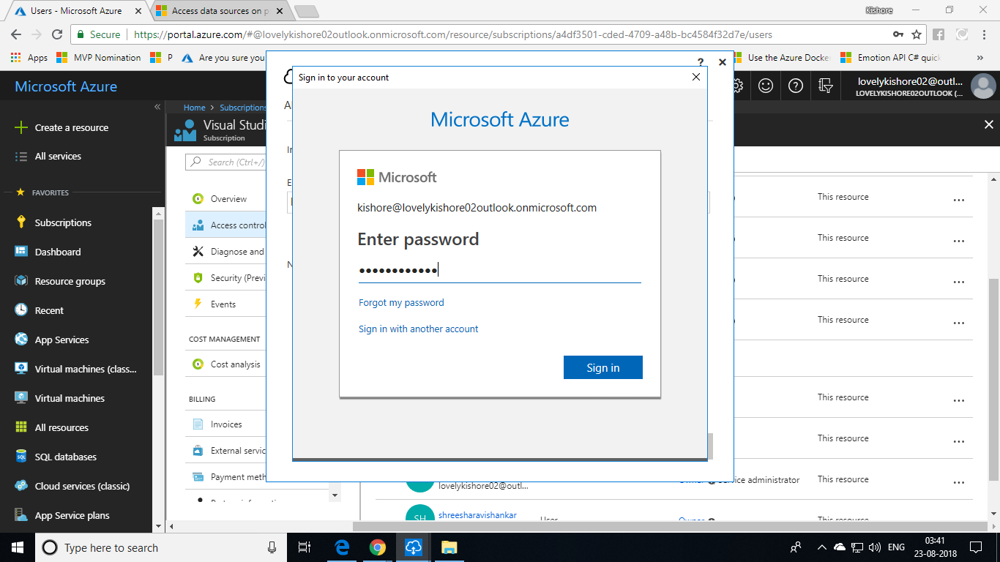 Users - Microsoft Azure
Access data sources on p
Kishore
Secure
https://portal.azure.com/#@lovelykishore02outlook.onmicrosoft.com/resource/subscriptions/a4df3501-cded-4709-a48b-bc4584f32d7e/users
Apps
MVP Nomination
P
Are you sure you
Use the Azure Docke
Emotion API C# quick
»
?
Sign in to your account
Microsoft Azure
lovelykishore02@outl...
LOVELYKISHORE02OUTLOOK (...
«
Home > Subscriptions
Visual Studi
Subscription
Create a resource
All services
FAVORITES
Subscriptions
Dashboard
Resource groups
Recent
App Services
Virtual machines (class...
Virtual machines
All resources
SQL databases
Cloud services (classic)
App Service plans
Search (Ctrl+/)
Overview
Access control
Diagnose and
Security (Previ
Events
COST MANAGEMENT
Cost analysis
BILLING
Invoices
External servic
Payment meth
Microsoft Azure
Microsoft
kishore@lovelykishore02outlook.onmicrosoft.com
Enter password
Forgot my password
Sign in with another account
Sign in
This resource ...
This resource ...
This resource ...
This resource ...
This resource ...
This resource ...
lovelykishore02@outl...
Service administrator
This resource ...
SH
shreesharavishankar
User
Owner
This resource
Type here to search
ENG
03:41
23-08-2018